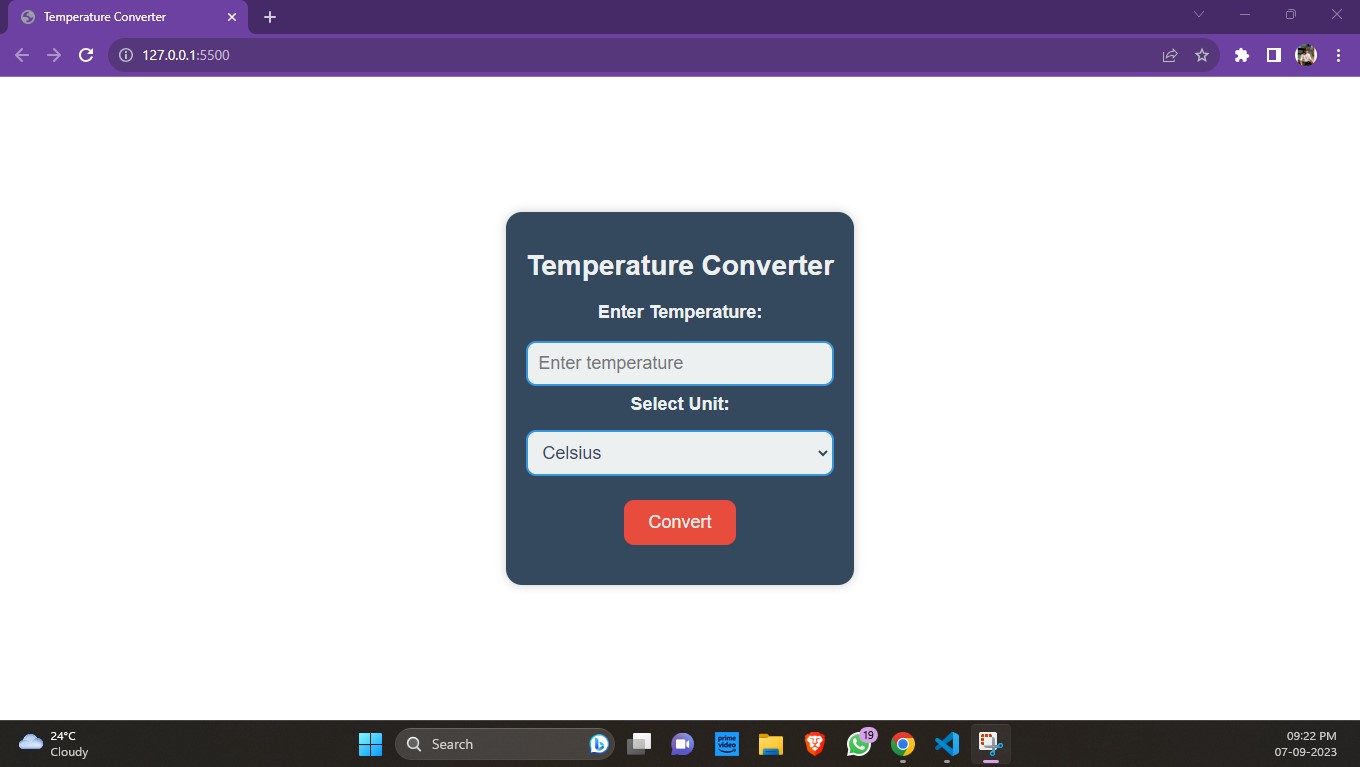 Temperature Converter
127.0.0.1:5500
Temperature Converter
Enter Temperature:
Enter temperature
Select Unit:
Celsius
Convert
24°C
Cloudy
Search
prime video
19
09:22 PM
07-09-2023